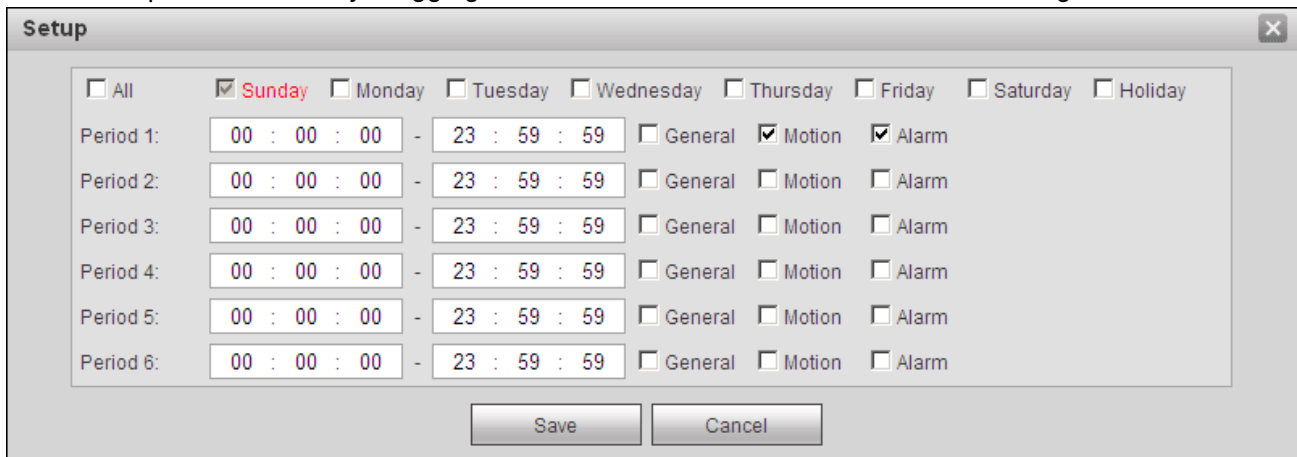 Setup
All Sunday Monday Tuesday Wednesday Thursday Friday Saturday Holiday
Period 1: 00 : 00 : 00 - 23 : 59 : 59 General Motion Alarm
Period 2: 00 : 00 : 00 - 23 : 59 : 59 General Motion Alarm
Period 3: 00 : 00 : 00 - 23 : 59 : 59 General Motion Alarm
Period 4: 00 : 00 : 00 - 23 : 59 : 59 General Motion Alarm
Period 5: 00 : 00 : 00 - 23 : 59 : 59 General Motion Alarm
Period 6: 00 : 00 : 00 - 23 : 59 : 59 General Motion Alarm
Save Cancel